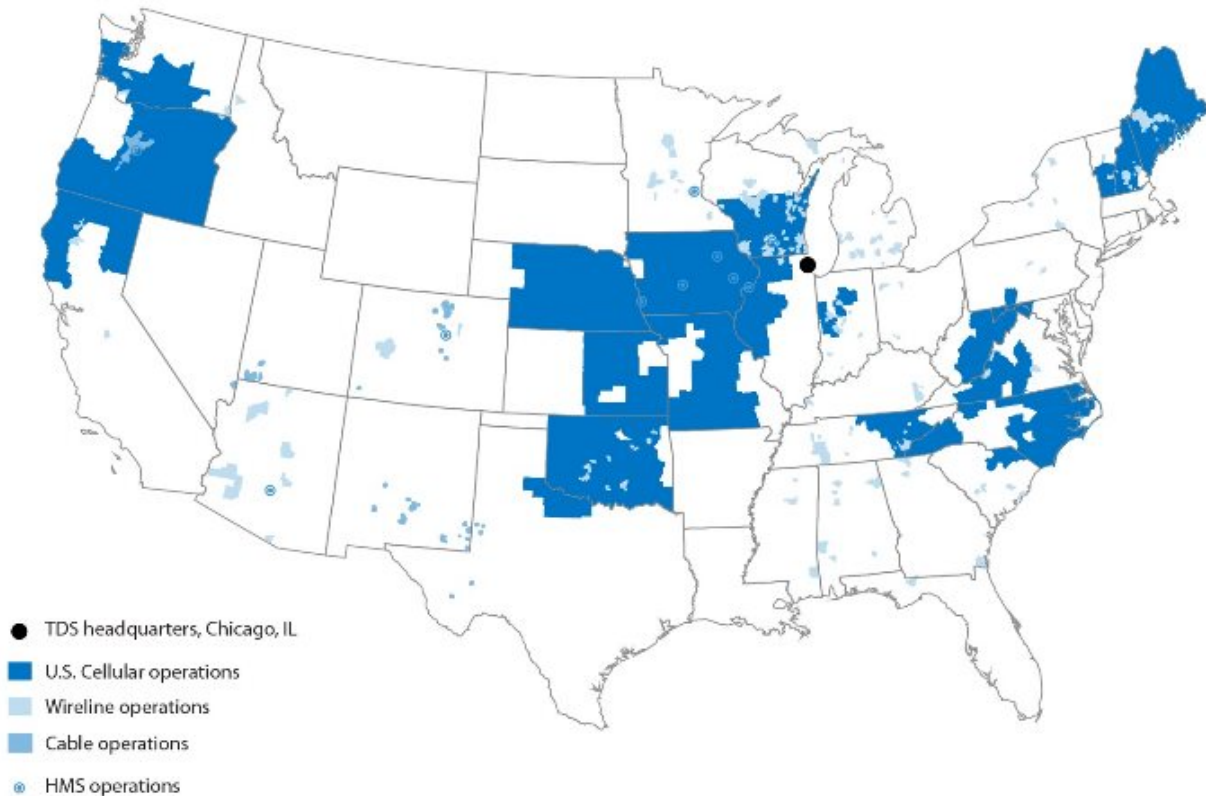 TDS headquarters, Chicago, IL
U.S. Cellular operations
Wireline operations
Cable operations
HMS operations